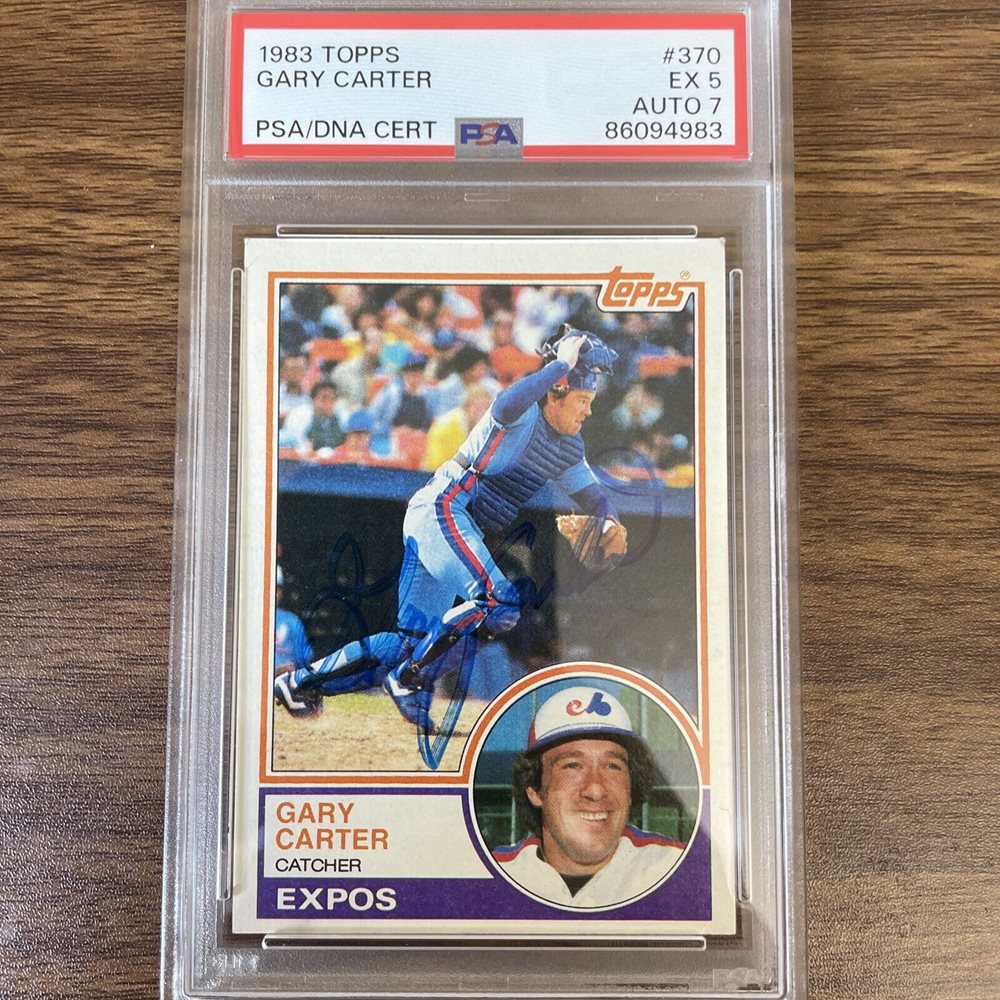 1983 TOPPS #370
GARY CARTER EX 5
AUTO 7
PSA/DNA CERT PSA 86094983
topps
GARY
CARTER
CATCHER
EXPOS
PSA